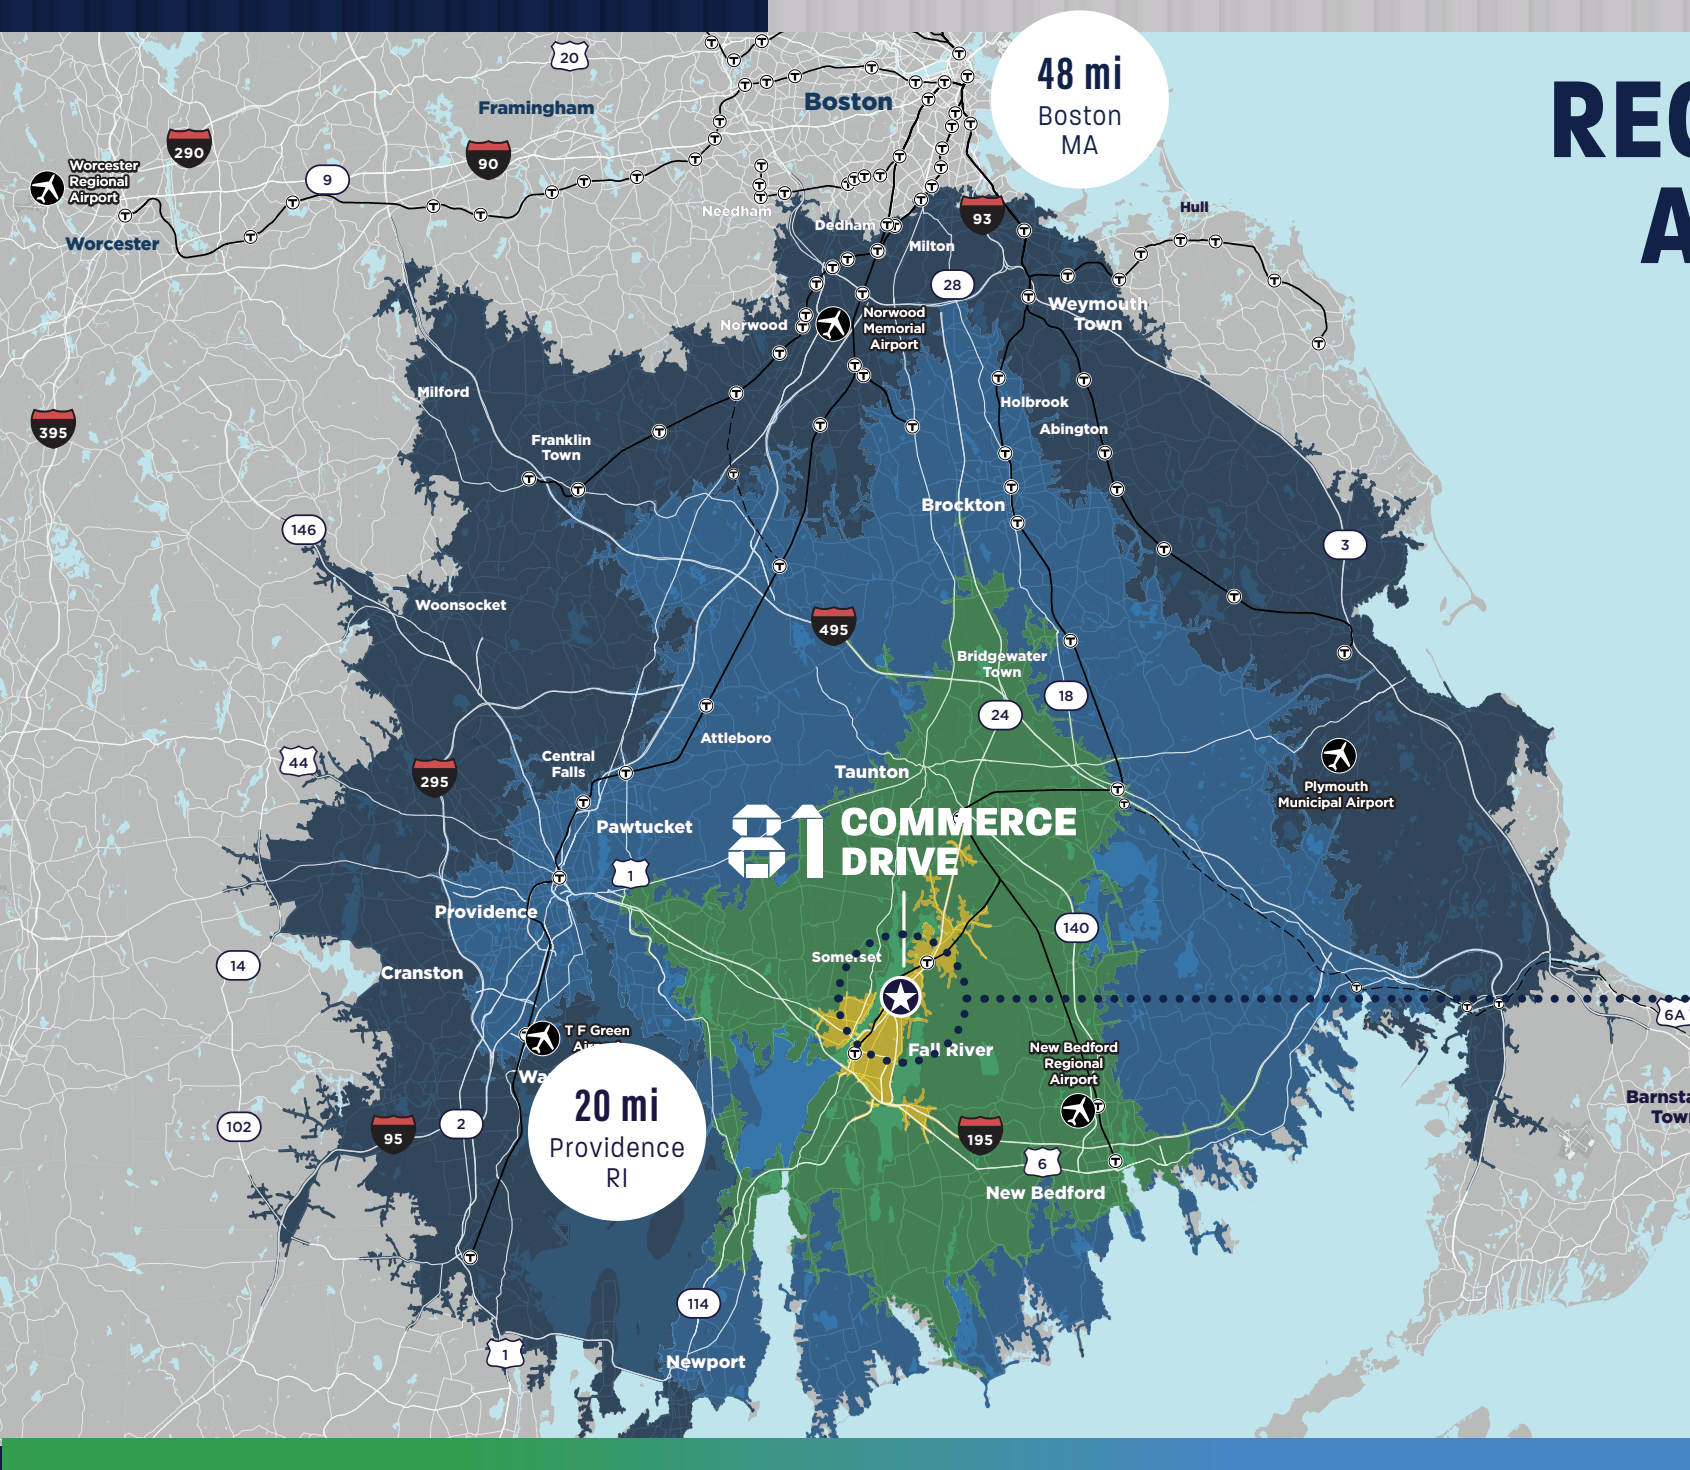 48 mi
Boston
MA
REG
A
20
Framingham
Boston
290
90
9
Worcester
Regional
Airport
Worcester
Needham
Dedham
Milton
93
Hull
28
Weymouth
Town
Norwood
Norwood
Memorial
Airport
Milford
Holbrook
Abington
395
Franklin
Town
Brockton
146
3
Woonsocket
495
Bridgewater
Town
18
24
Attleboro
Central
Falls
44
295
Taunton
Plymouth
Municipal Airport
Pawtucket
81 COMMERCE
DRIVE
1
Providence
140
Somerset
Cranston
14
6A
T F Green
Fall River
New Bedford
Regional
Airport
20 mi
Providence
RI
102
95
2
195
6
New Bedford
114
1
Newport